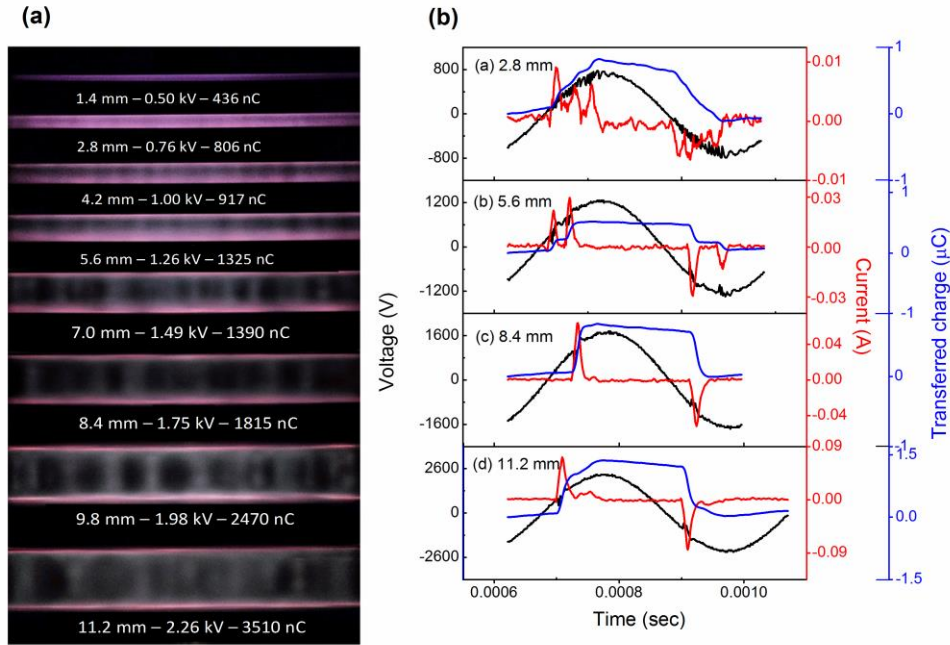 (a)
1.4 mm – 0.50 kV – 436 nC
2.8 mm – 0.76 kV – 806 nC
4.2 mm – 1.00 kV – 917 nC
5.6 mm – 1.26 kV – 1325 nC
7.0 mm – 1.49 kV – 1390 nC
8.4 mm – 1.75 kV – 1815 nC
9.8 mm – 1.98 kV – 2470 nC
11.2 mm – 2.26 kV – 3510 nC
(b)
Voltage (V)
(a) 2.8 mm
800
0
-800
0.01
0.00
-0.01
1
0
-1
(b) 5.6 mm
1200
0
-1200
0.03
0.00
-0.03
1
0
-1
(c) 8.4 mm
1600
0
-1600
0.04
0.00
-0.04
0
-1
(d) 11.2 mm
2600
0
-2600
0.09
0.00
-0.09
1.5
0.0
-1.5
0.0006
0.0008
0.0010
Time (sec)
Current (A)
Transferred charge (μC)